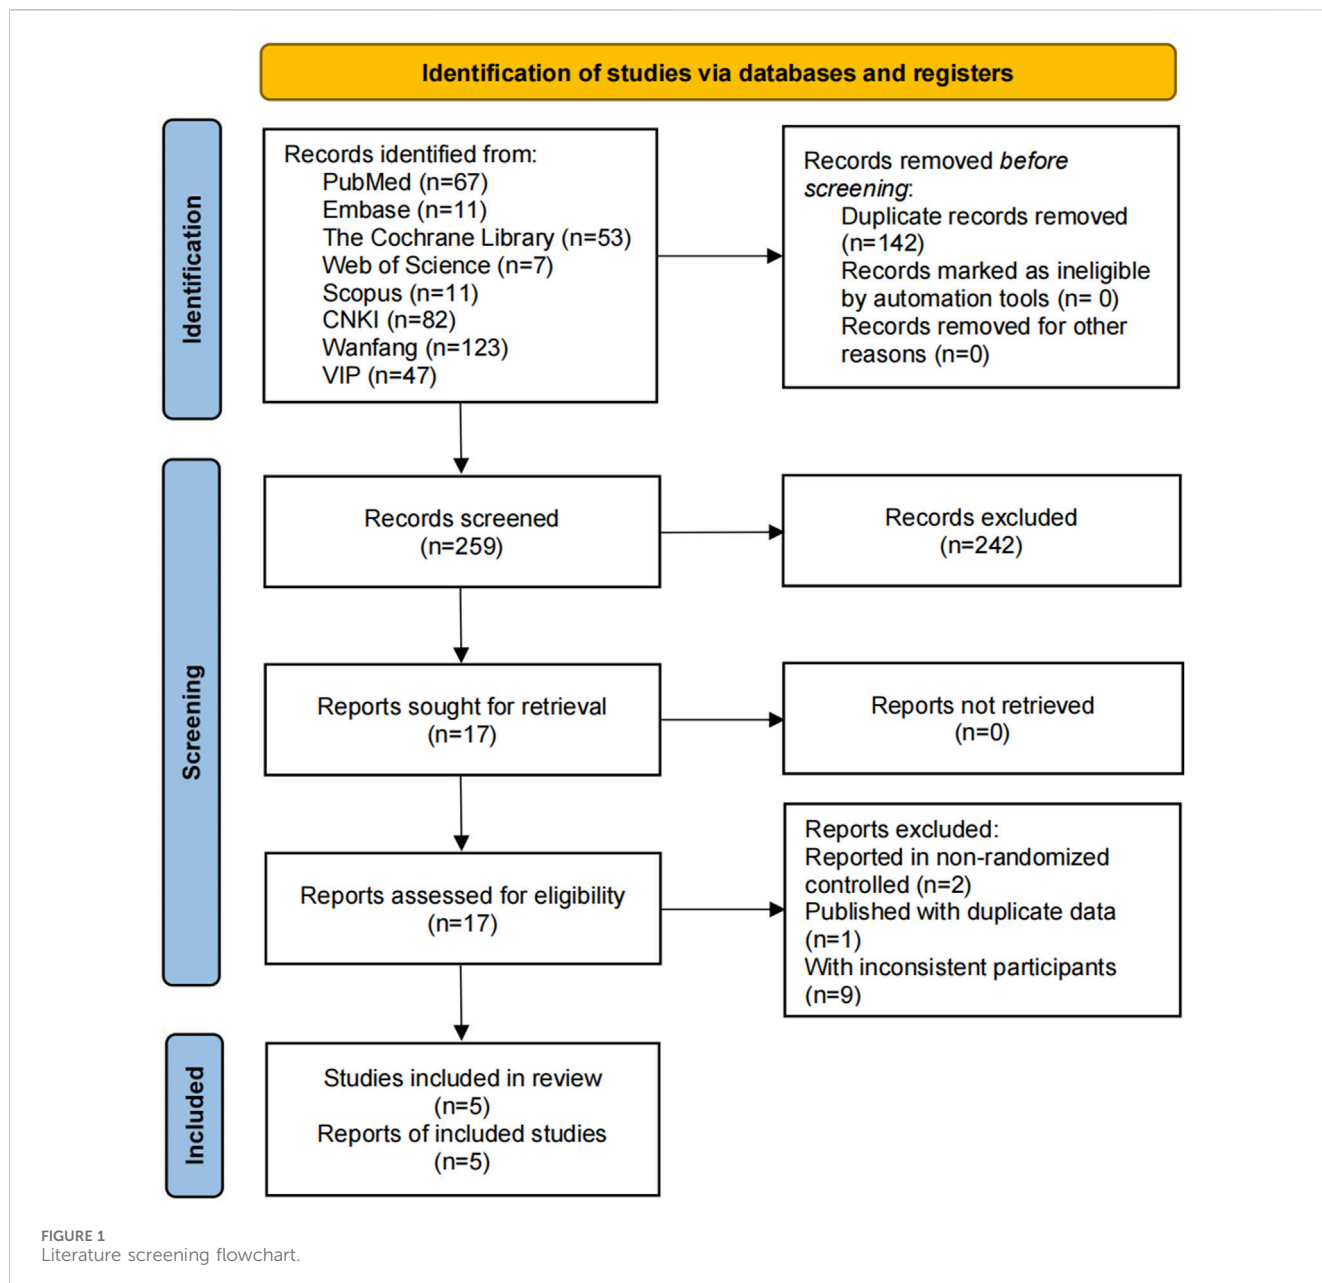 Identification of studies via databases and registers
Identification
Records identified from:
PubMed (n=67)
Embase (n=11)
The Cochrane Library (n=53)
Web of Science (n=7)
Scopus (n=11)
CNKI (n=82)
Wanfang (n=123)
VIP (n=47)
Records removed before
screening:
Duplicate records removed
(n=142)
Records marked as ineligible
by automation tools (n= 0)
Records removed for other
reasons (n=0)
Screening
Records screened
(n=259)
Records excluded
(n=242)
Reports sought for retrieval
(n=17)
Reports not retrieved
(n=0)
Reports assessed for eligibility
(n=17)
Reports excluded:
Reported in non-randomized
controlled (n=2)
Published with duplicate data
(n=1)
With inconsistent participants
(n=9)
Included
Studies included in review
(n=5)
Reports of included studies
(n=5)
FIGURE 1
Literature screening flowchart.